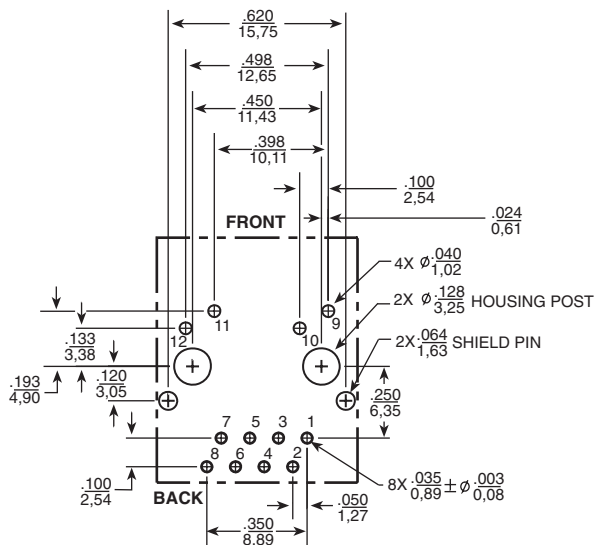 .620
15,75
.498
12,65
.450
11,43
.398
10,11
.100
2,54
.024
0,61
FRONT
4X ϕ .040
1,02
2X ϕ .128
3,25 HOUSING POST
2X .064
1,63 SHIELD PIN
11
9
12
10
.133
3,38
.193
4,90
.120
3,05
.250
6,35
7 5 3 1
8 6 4 2
.100
2,54
BACK
8X .035
0,89 ± ϕ .003
0,08
.050
1,27
.350
8,89